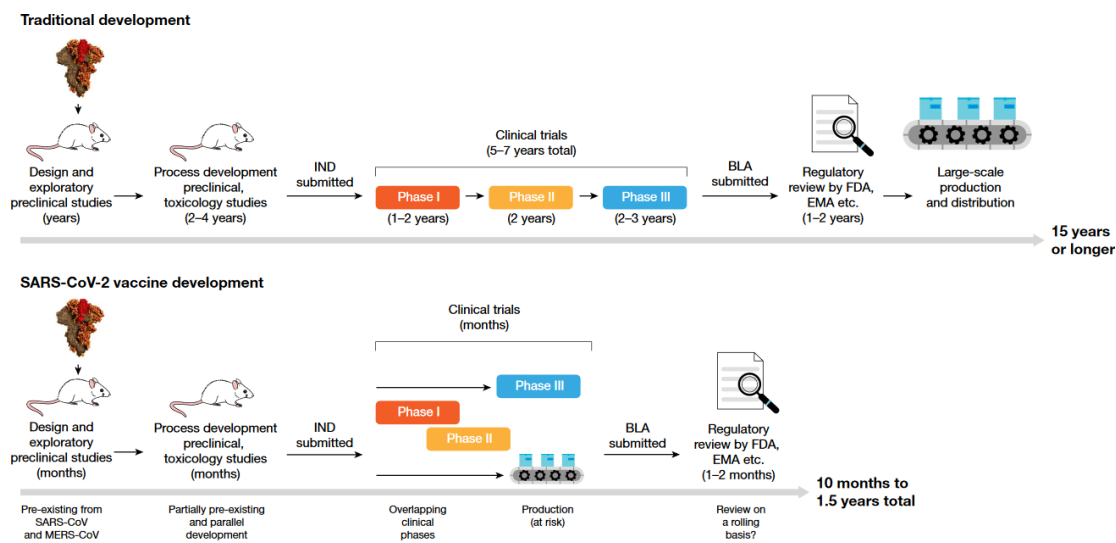 Traditional development
Clinical trials
(5–7 years total)
IND
submitted
BLA
submitted
Design and
exploratory
preclinical studies
(years)
Process development
preclinical,
toxicology studies
(2–4 years)
Phase I
(1–2 years)
Phase II
(2 years)
Phase III
(2–3 years)
Regulatory
review by FDA,
EMA etc.
(1–2 years)
Large-scale
production
and distribution
15 years
or longer
SARS-CoV-2 vaccine development
Clinical trials
(months)
Design and
exploratory
preclinical studies
(months)
Process development
preclinical,
toxicology studies
(months)
IND
submitted
Phase III
Phase I
Phase II
BLA
submitted
Regulatory
review by FDA,
EMA etc.
(1–2 months)
10 months to
1.5 years total
Pre-existing from
SARS-CoV
and MERS-CoV
Partially pre-existing
and parallel
development
Overlapping
clinical
phases
Production
(at risk)
Review on
a rolling
basis?